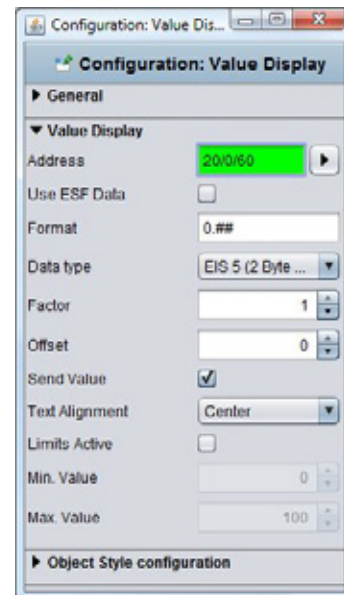 Configuration: Value Dis...
Configuration: Value Display
General
Value Display
Address 20/0/60
Use ESF Data
Format 0.##
Data type EIS 5 (2 Byte ...
Factor 1
Offset 0
Send Value
Text Alignment Center
Limits Active
Min. Value 0
Max. Value 100
Object Style configuration